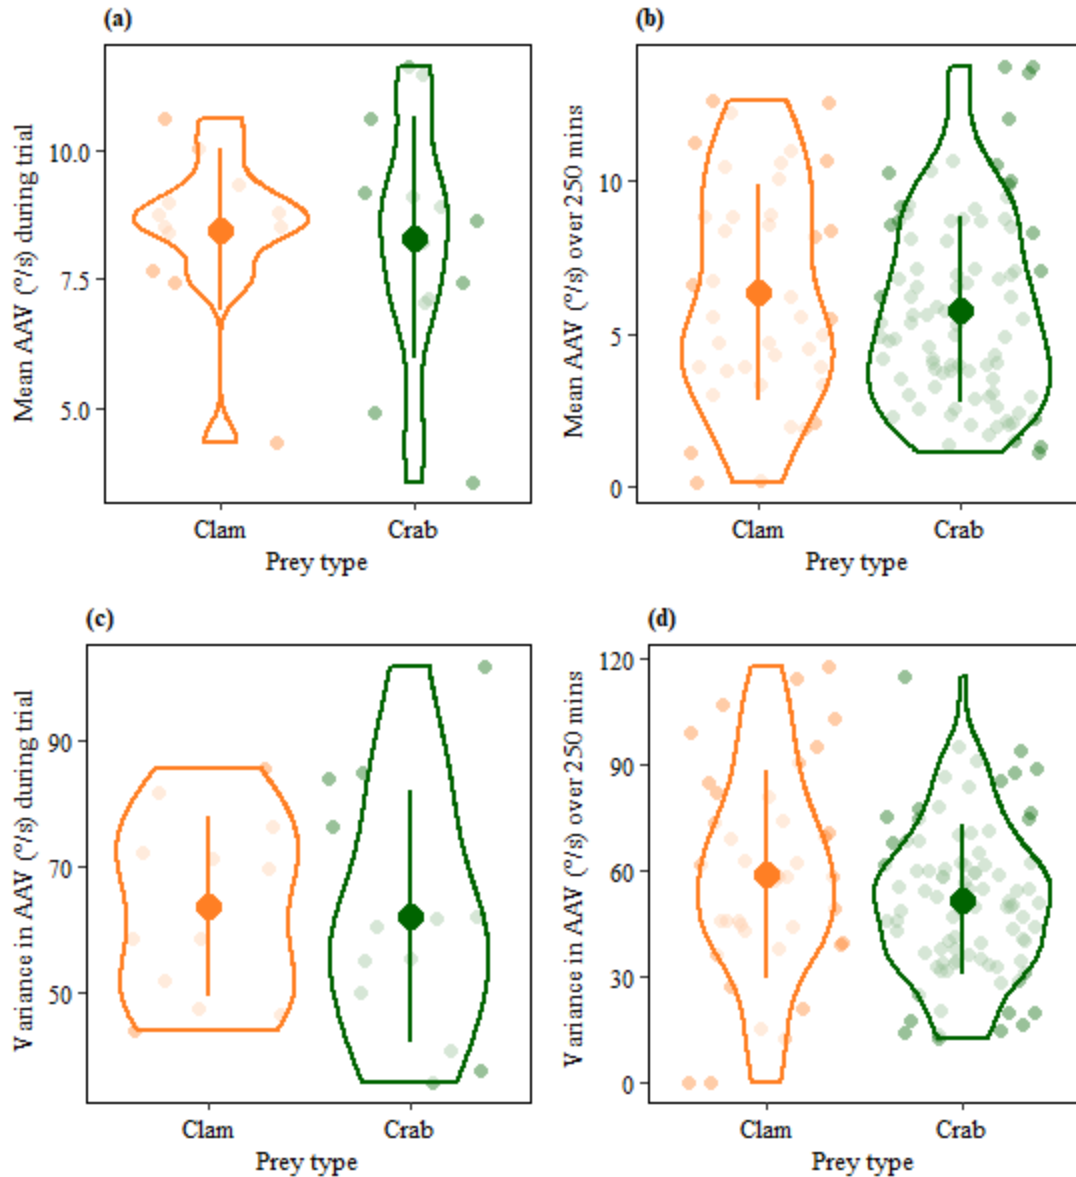 (a)
Mean AAV (°/s) during trial
10.0
7.5
5.0
Clam Crab
Prey type
(b)
Mean AAV (°/s) over 250 mins
10
5
0
Clam Crab
Prey type
(c)
Variance in AAV (°/s) during trial
90
70
50
Clam Crab
Prey type
(d)
Variance in AAV (°/s) over 250 mins
120
90
60
30
0
Clam Crab
Prey type